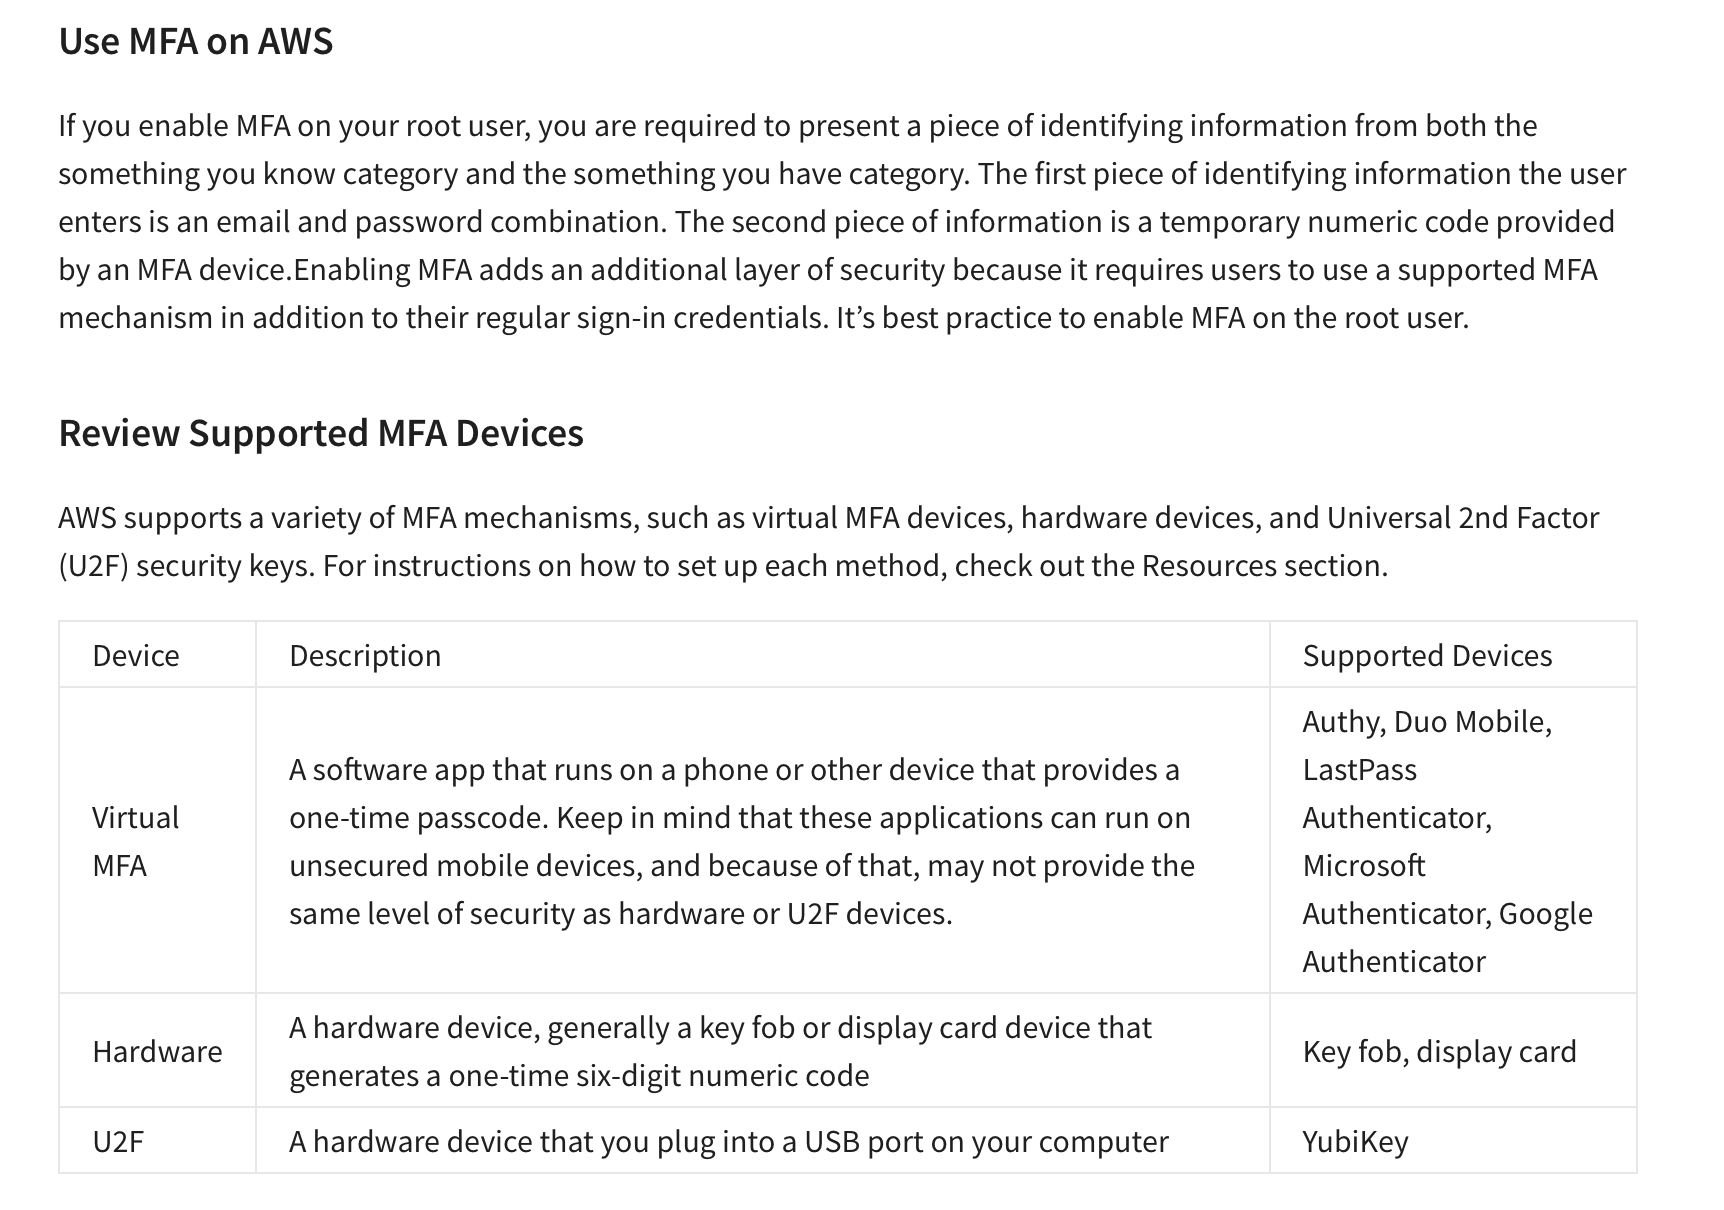 Use MFA on AWS
If you enable MFA on your root user, you are required to present a piece of identifying information from both the
something you know category and the something you have category. The first piece of identifying information the user
enters is an email and password combination. The second piece of information is a temporary numeric code provided
by an MFA device.Enabling MFA adds an additional layer of security because it requires users to use a supported MFA
mechanism in addition to their regular sign-in credentials. It’s best practice to enable MFA on the root user.
Review Supported MFA Devices
AWS supports a variety of MFA mechanisms, such as virtual MFA devices, hardware devices, and Universal 2nd Factor
(U2F) security keys. For instructions on how to set up each method, check out the Resources section.
Device
Description
Supported Devices
Virtual
MFA
A software app that runs on a phone or other device that provides a
one-time passcode. Keep in mind that these applications can run on
unsecured mobile devices, and because of that, may not provide the
same level of security as hardware or U2F devices.
Authy, Duo Mobile,
LastPass
Authenticator,
Microsoft
Authenticator, Google
Authenticator
Hardware
A hardware device, generally a key fob or display card device that
generates a one-time six-digit numeric code
Key fob, display card
U2F
A hardware device that you plug into a USB port on your computer
YubiKey